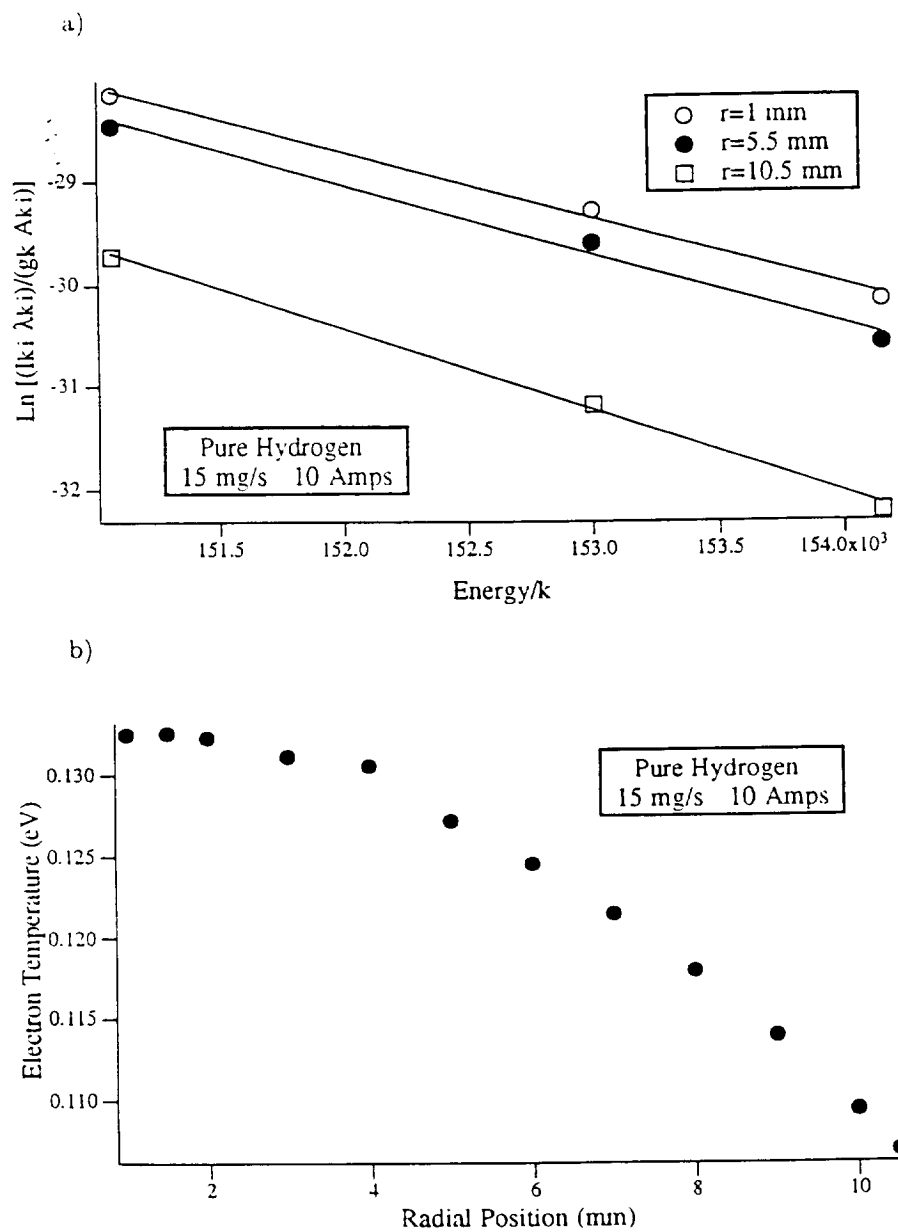 a)
r=1 mm
r=5.5 mm
r=10.5 mm
-29
-30
-31
-32
Ln [(Iki λki)/(gk Aki)]
Pure Hydrogen
15 mg/s 10 Amps
151.5 152.0 152.5 153.0 153.5 154.0x10³
Energy/k
b)
0.130
0.125
0.120
0.115
0.110
Electron Temperature (eV)
Pure Hydrogen
15 mg/s 10 Amps
2 4 6 8 10
Radial Position (mm)